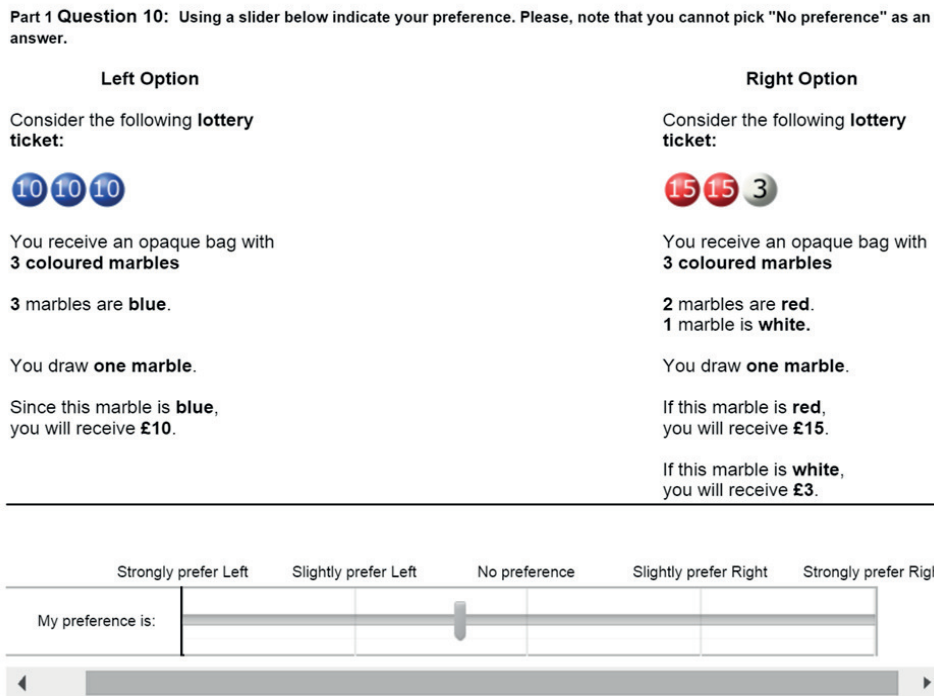 Part 1 Question 10: Using a slider below indicate your preference. Please, note that you cannot pick "No preference" as an
answer.
Left Option
Consider the following lottery
ticket:
10 10 10
You receive an opaque bag with
3 coloured marbles
3 marbles are blue.
You draw one marble.
Since this marble is blue,
you will receive £10.
Right Option
Consider the following lottery
ticket:
15 15 3
You receive an opaque bag with
3 coloured marbles
2 marbles are red.
1 marble is white.
You draw one marble.
If this marble is red,
you will receive £15.
If this marble is white,
you will receive £3.
Strongly prefer Left Slightly prefer Left No preference Slightly prefer Right Strongly prefer Righ
My preference is: